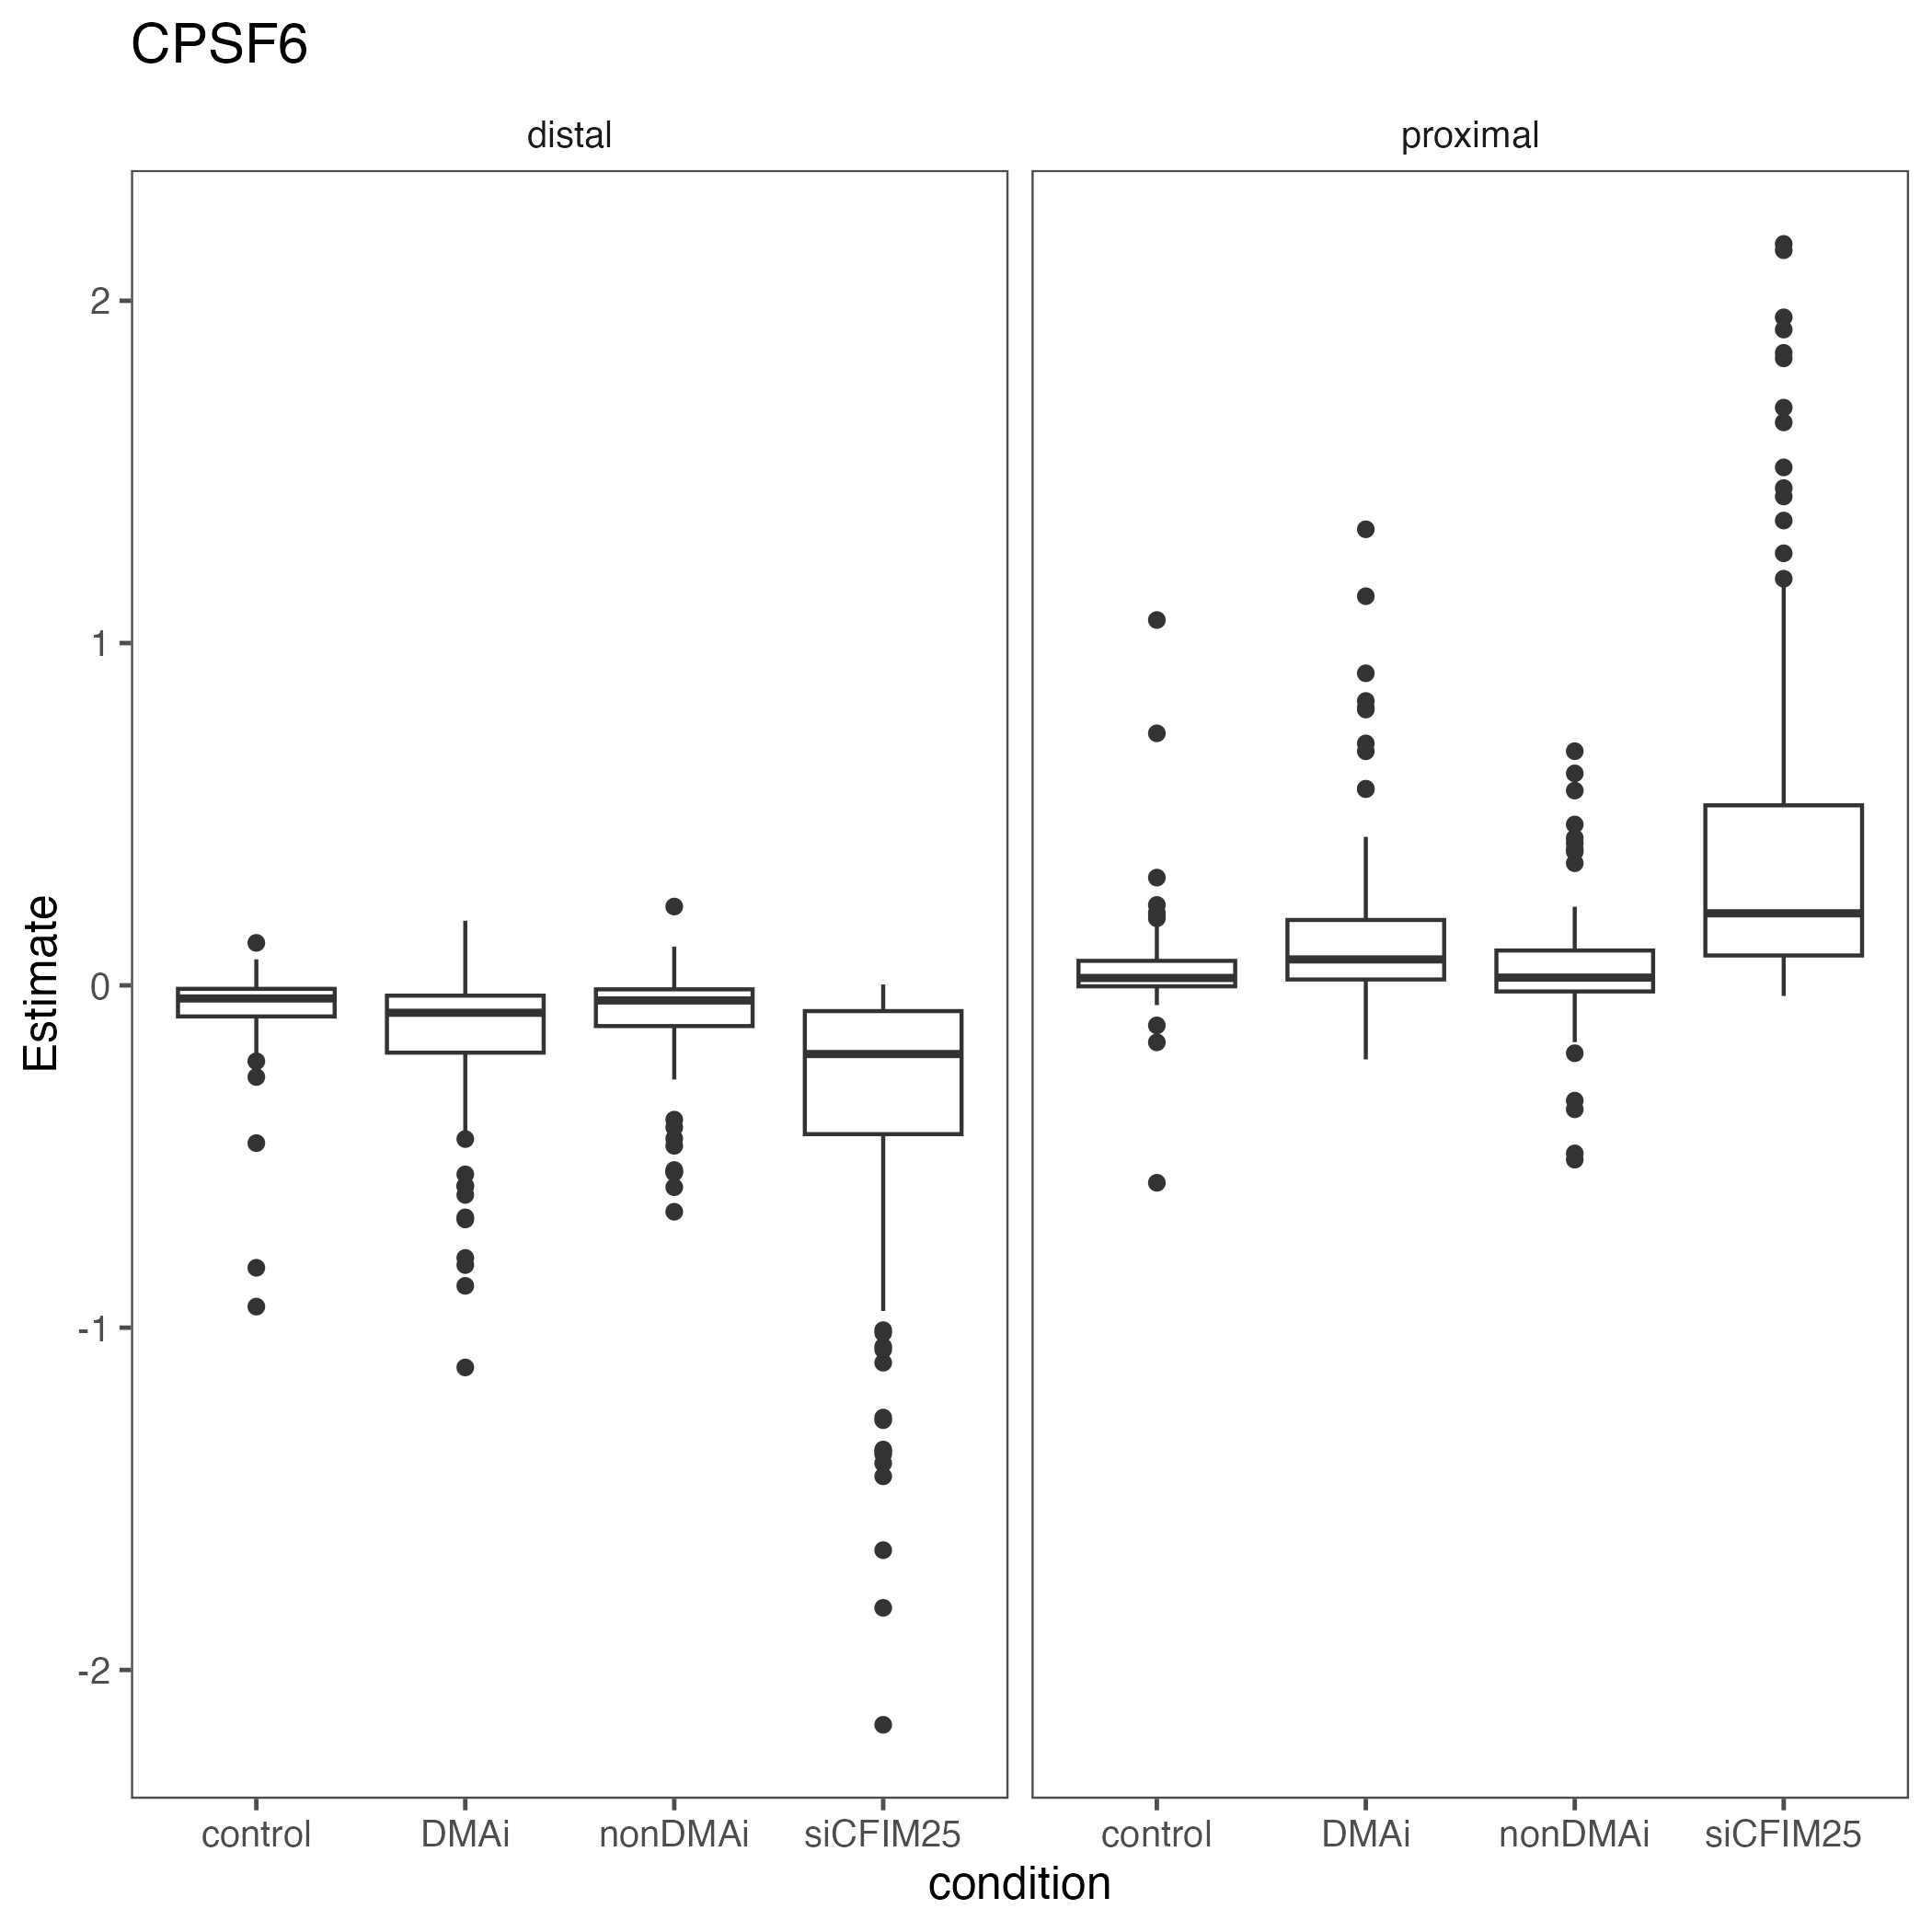 CPSF6
distal
proximal
2
1
0
-1
-2
Estimate
control
DMAi
nonDMAi
siCFIM25
control
DMAi
nonDMAi
siCFIM25
condition